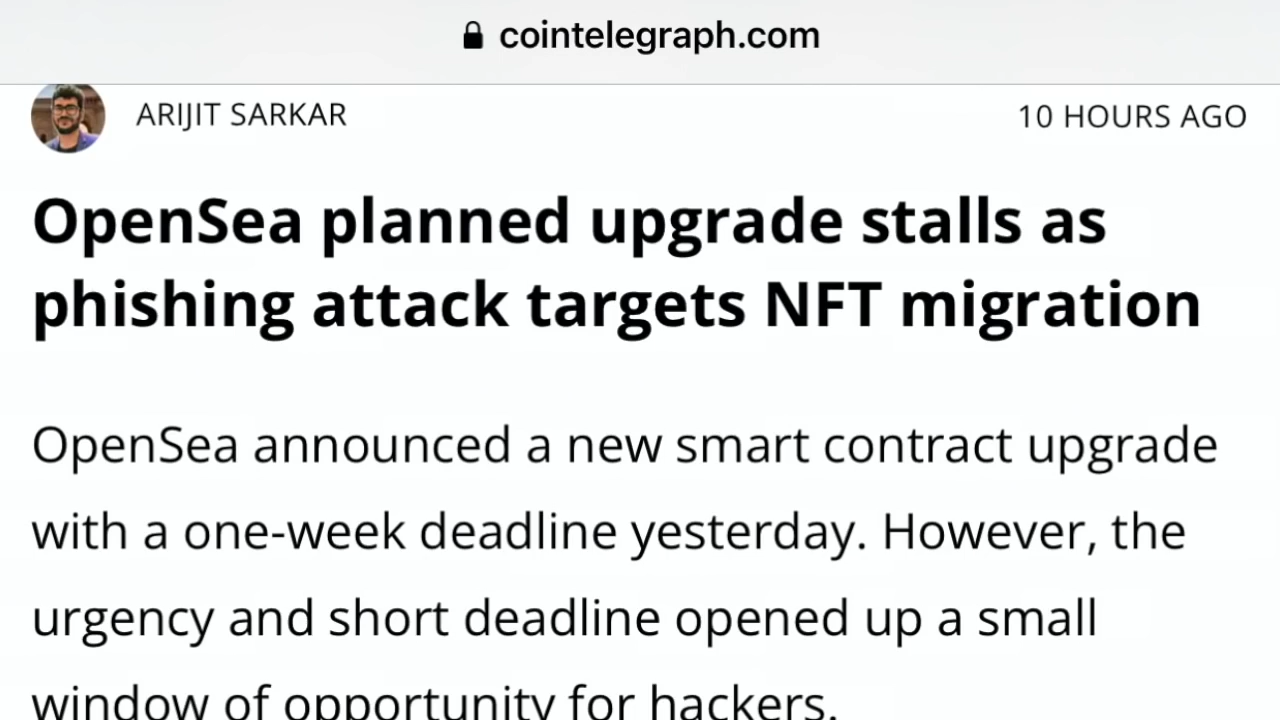 cointelegraph.com
ARIJIT SARKAR
10 HOURS AGO
OpenSea planned upgrade stalls as
phishing attack targets NFT migration
OpenSea announced a new smart contract upgrade
with a one-week deadline yesterday. However, the
urgency and short deadline opened up a small
window of opportunity for hackers.